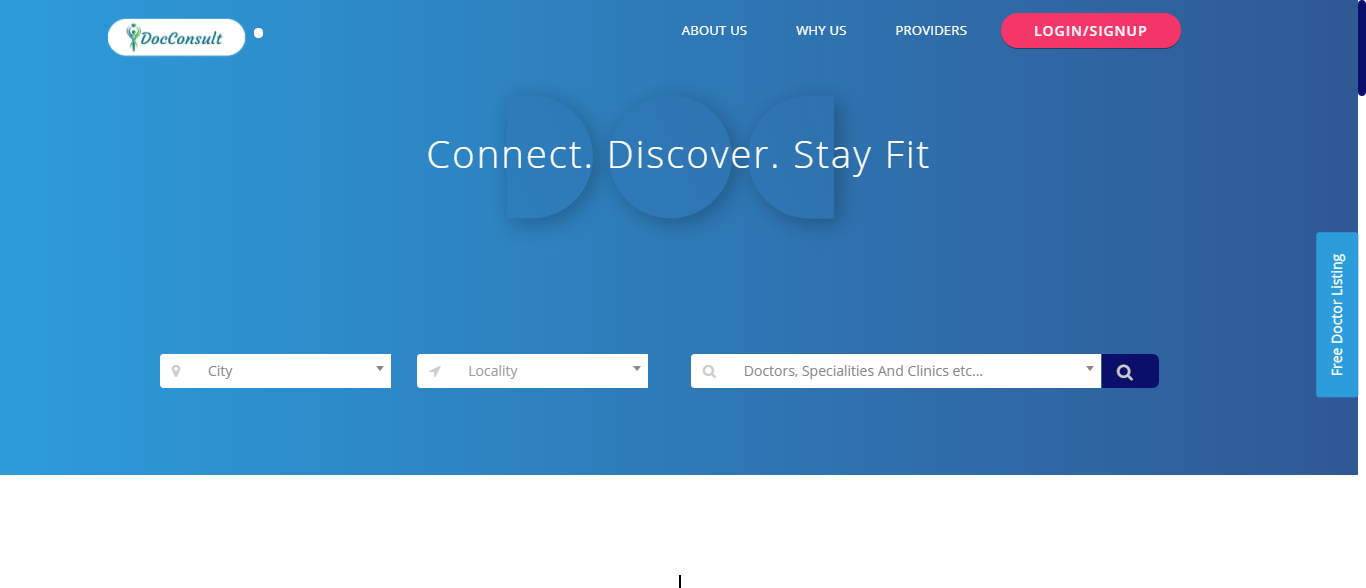 DocConsult
ABOUT US
WHY US
PROVIDERS
LOGIN/SIGNUP
DOC
Connect. Discover. Stay Fit
Free Doctor Listing
City
Locality
Doctors, Specialities And Clinics etc...